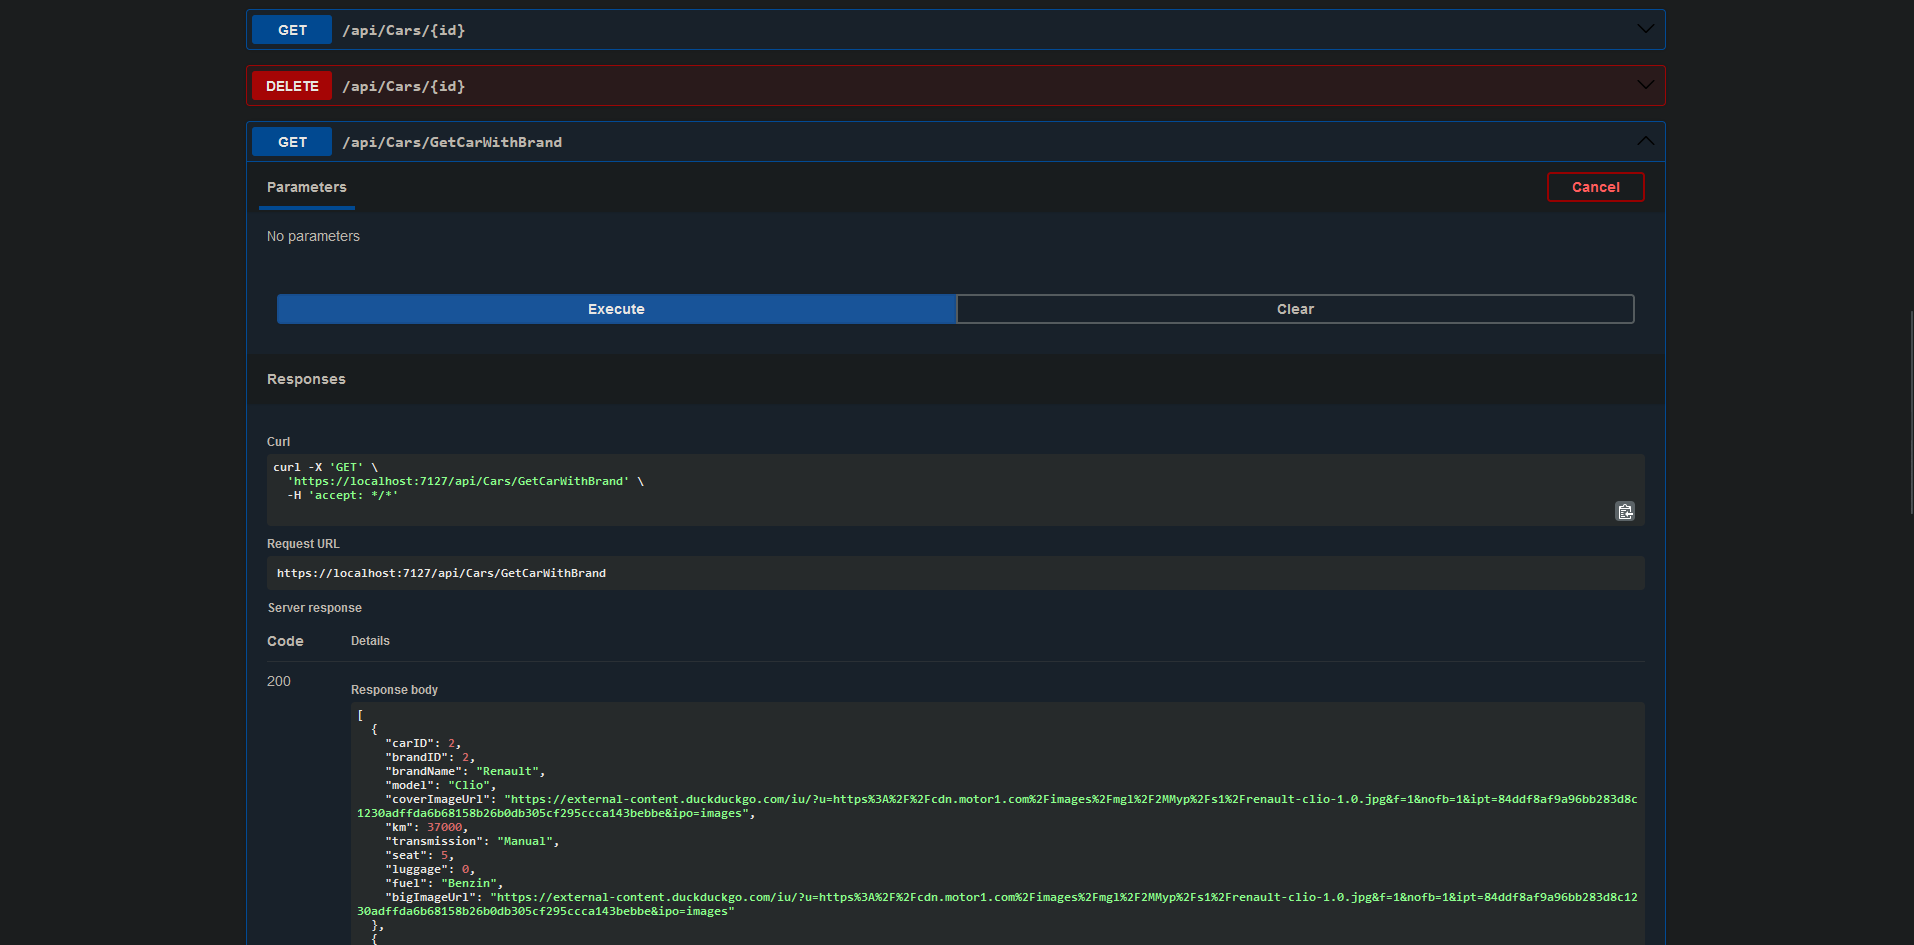 GET /api/Cars/{id}
DELETE /api/Cars/{id}
GET /api/Cars/GetCarWithBrand
Parameters
Cancel
No parameters
Execute
Clear
Responses
Curl
curl -X 'GET' \
  'https://localhost:7127/api/Cars/GetCarWithBrand' \
  -H 'accept: */*'
Request URL
https://localhost:7127/api/Cars/GetCarWithBrand
Server response
Code Details
200
Response body
[
  {
    "carID": 2,
    "brandID": 2,
    "brandName": "Renault",
    "model": "Clio",
    "coverImageUrl": "https://external-content.duckduckgo.com/iu/?u=https%3A%2F%2Fcdn.motor1.com%2Fimages%2Fmgl%2F2MMyp%2Fs1%2Frenault-clio-1.0.jpg&f=1&nofb=1&ipt=84ddf8af9a96bb283d8c
1230adffda6b68158b26b0db305cf295ccca143bebbe&ipo=images",
    "km": 37000,
    "transmission": "Manual",
    "seat": 5,
    "luggage": 0,
    "fuel": "Benzin",
    "bigImageUrl": "https://external-content.duckduckgo.com/iu/?u=https%3A%2F%2Fcdn.motor1.com%2Fimages%2Fmgl%2F2MMyp%2Fs1%2Frenault-clio-1.0.jpg&f=1&nofb=1&ipt=84ddf8af9a96bb283d8c12
30adffda6b68158b26b0db305cf295ccca143bebbe&ipo=images"
  },
  {